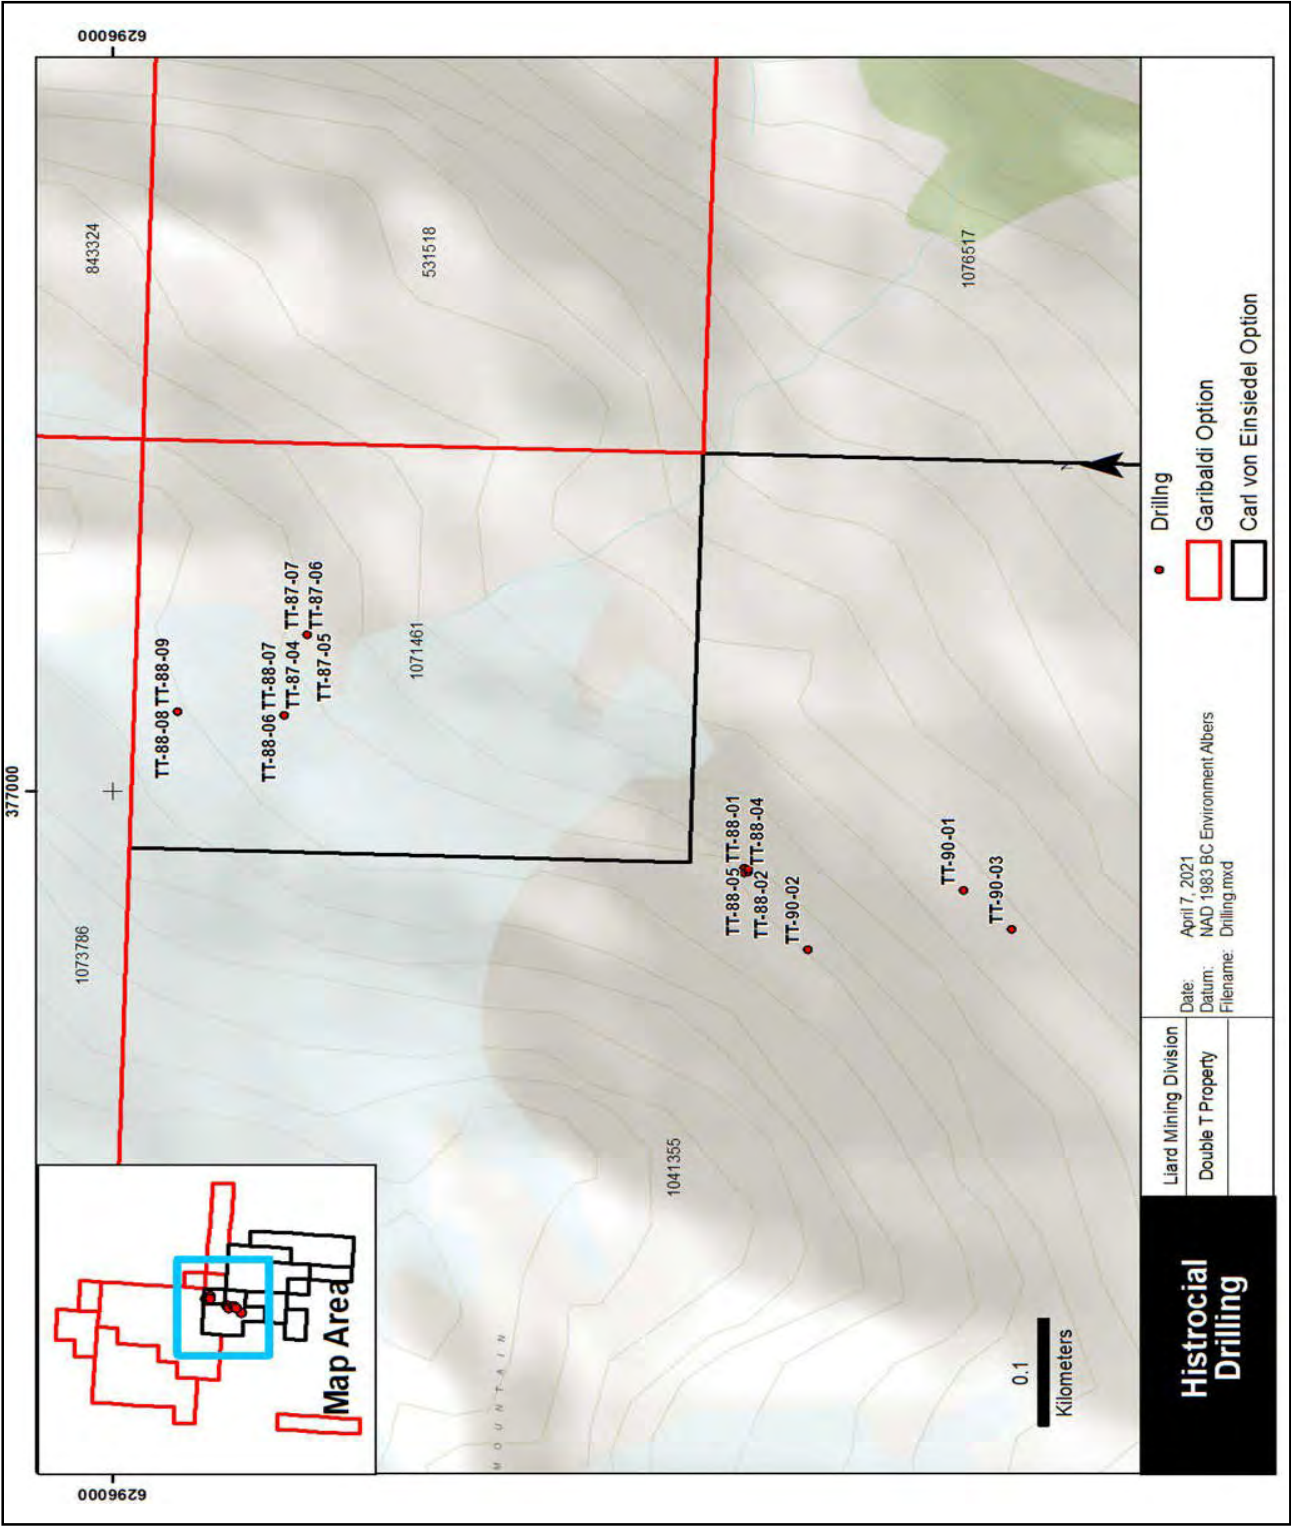 6296000
6296000
377000
843324
531518
1076517
1073786
1071461
1041355
TT-88-08 TT-88-09
TT-88-06 TT-88-07
TT-87-04 TT-87-07
TT-87-05 TT-87-06
TT-88-05 TT-88-01
TT-88-02 TT-88-04
TT-90-02
TT-90-01
TT-90-03
MOUNTAIN
Map Area
0.1
Kilometers
N
Histrocial
Drilling
Liard Mining Division
Double T Property
Date: April 7, 2021
Datum: NAD 1983 BC Environment Albers
Filename: Drilling.mxd
Drillng
Garibaldi Option
Carl von Einsiedel Option